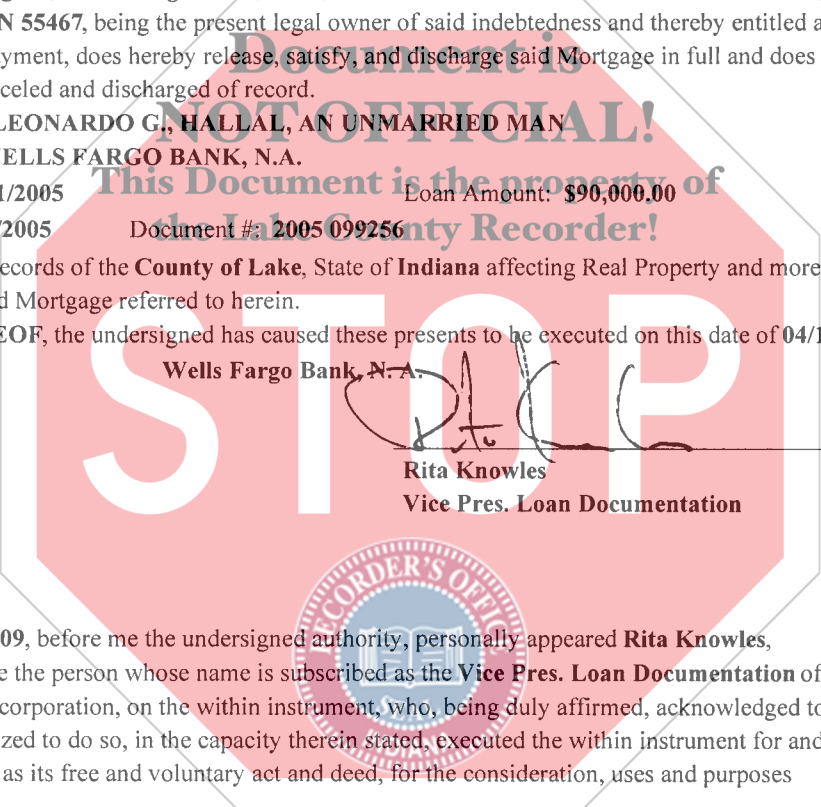 N 55467, being the present legal owner of said indebtedness and thereby entitled a
yment, does hereby release, satisfy, and discharge said Mortgage in full and does
Document is
celed and discharged of record.
NOT OFFICIAL!
LEONARDO G., HALLAL, AN UNMARRIED MAN
WELLS FARGO BANK, N.A.
This Document is the property of
1/2005 Loan Amount: $90,000.00
the Lake County Recorder!
/2005 Document #: 2005 099256
ecords of the County of Lake, State of Indiana affecting Real Property and more
d Mortgage referred to herein.
EOF, the undersigned has caused these presents to be executed on this date of 04/1
Wells Fargo Bank, N. A.
STOP
Rita Knowles
Vice Pres. Loan Documentation
RECORDER'S OFFICE
09, before me the undersigned authority, personally appeared Rita Knowles,
e the person whose name is subscribed as the Vice Pres. Loan Documentation of
corporation, on the within instrument, who, being duly affirmed, acknowledged to
SEAL
zed to do so, in the capacity therein stated, executed the within instrument for and
INDIANA
as its free and voluntary act and deed, for the consideration, uses and purposes